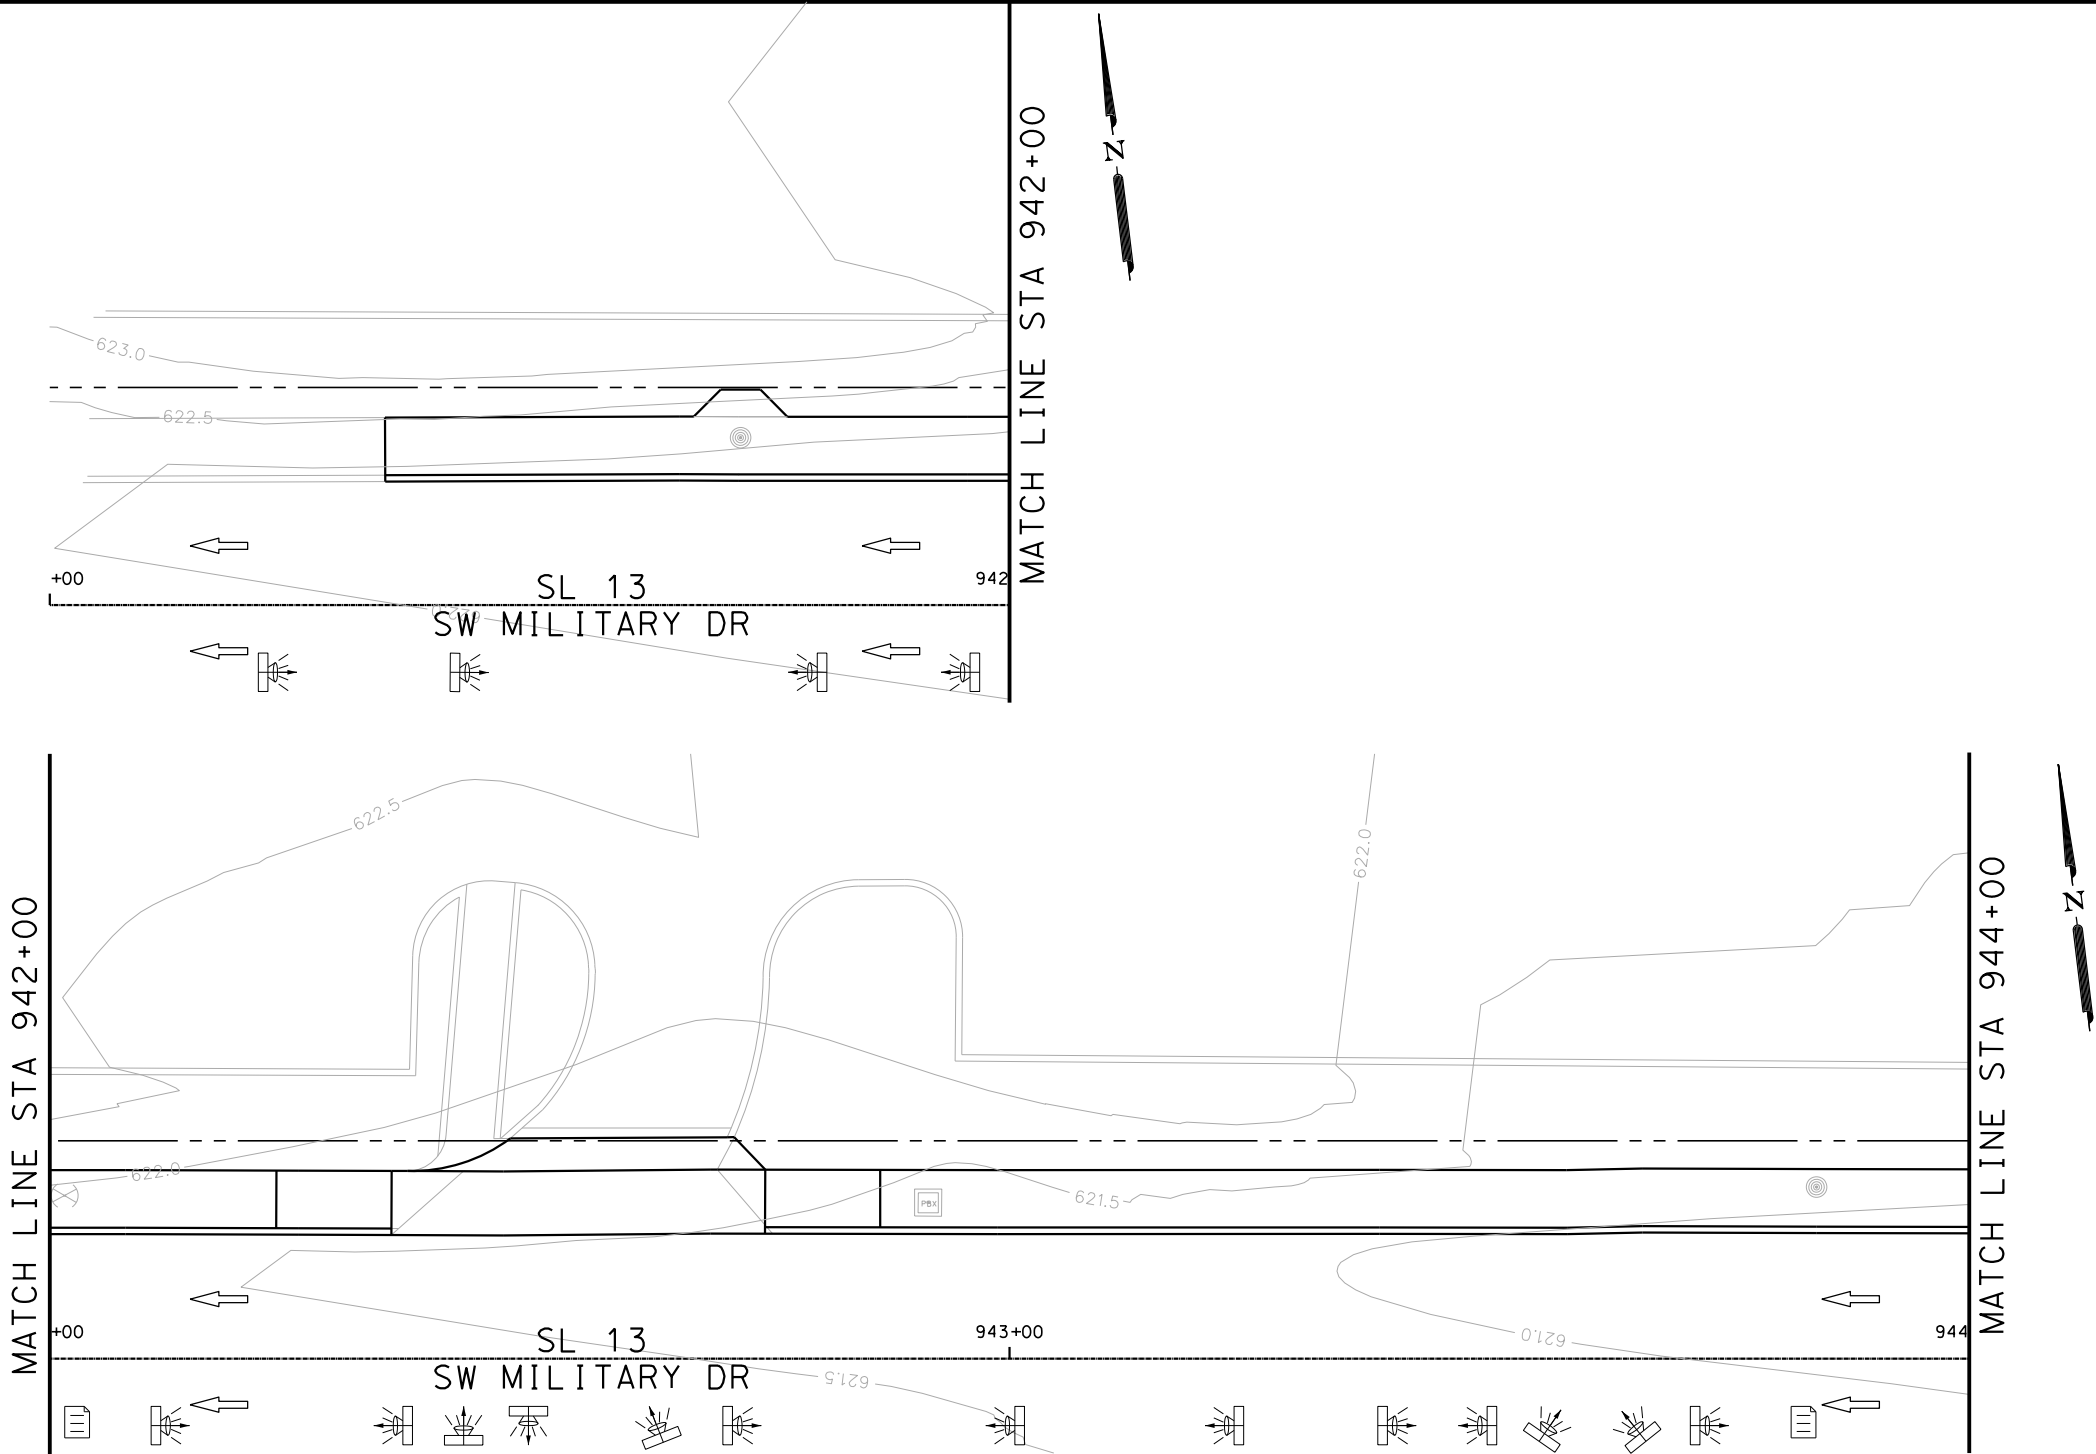 MATCH LINE STA 942+00
N
623.0
622.5
+00
942
SL 13
622.0
SW MILITARY DR
MATCH LINE STA 942+00
622.5
622.0
MATCH LINE STA 944+00
N
622.0
PBX
621.5
+00
SL 13
943+00
621.0
944
SW MILITARY DR
621.5